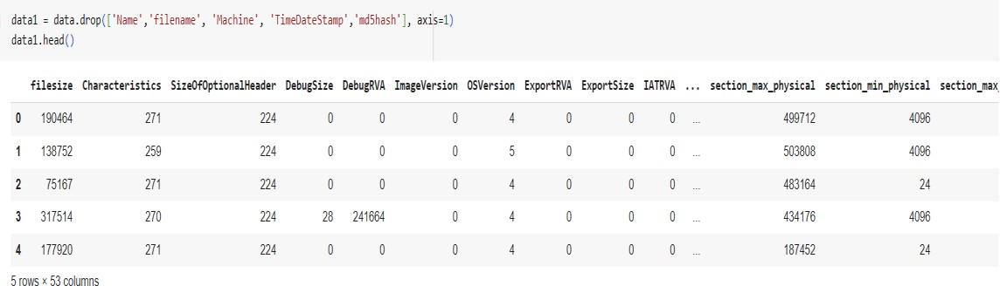 data1 = data.drop(['Name','filename', 'Machine', 'TimeDateStamp','md5hash'], axis=1)
data1.head()
filesize Characteristics SizeOfOptionalHeader DebugSize DebugRVA ImageVersion OSVersion ExportRVA ExportSize IATRVA ... section_max_physical section_min_physical section_max_
0 190464 271 224 0 0 0 4 0 0 0 ... 499712 4096
1 138752 259 224 0 0 0 5 0 0 0 ... 503808 4096
2 75167 271 224 0 0 0 4 0 0 0 ... 483164 24
3 317514 270 224 28 241664 0 4 0 0 0 ... 434176 4096
4 177920 271 224 0 0 0 4 0 0 0 ... 187452 24
5 rows × 53 columns